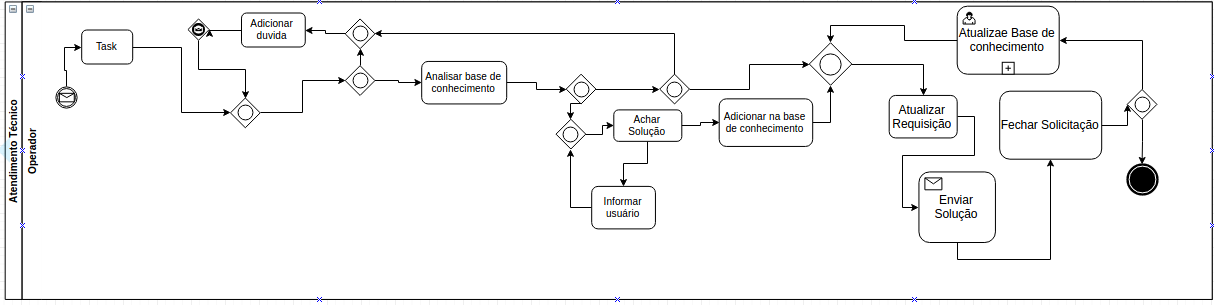 Atendimento Técnico
Operador
Task
Adicionar
duvida
Analisar base de
conhecimento
Achar
Solução
Informar
usuário
Adicionar na base
de conhecimento
Atualizae Base de
conhecimento
Atualizar
Requisição
Enviar
Solução
Fechar Solicitação